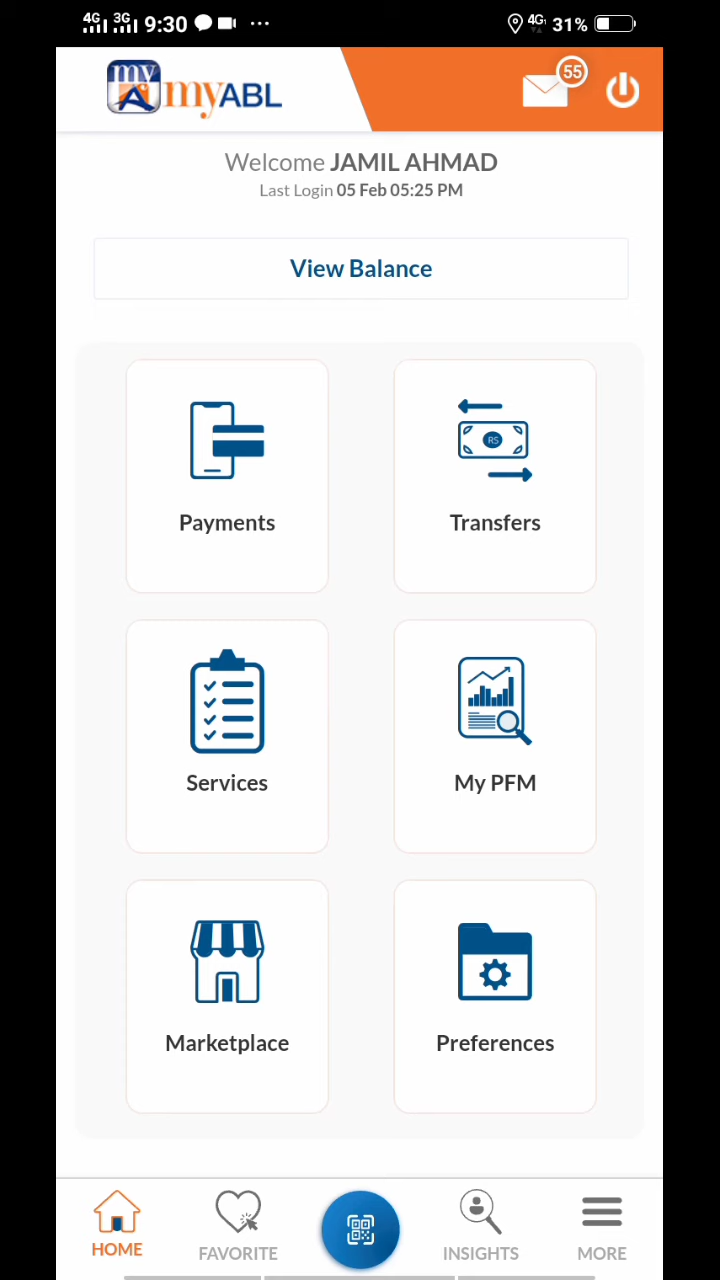 4G 3G 9:30 ... 4G 31%
my
myABL
55
Welcome JAMIL AHMAD
Last Login 05 Feb 05:25 PM
View Balance
RS
Payments Transfers
Services My PFM
Marketplace Preferences
HOME FAVORITE INSIGHTS MORE